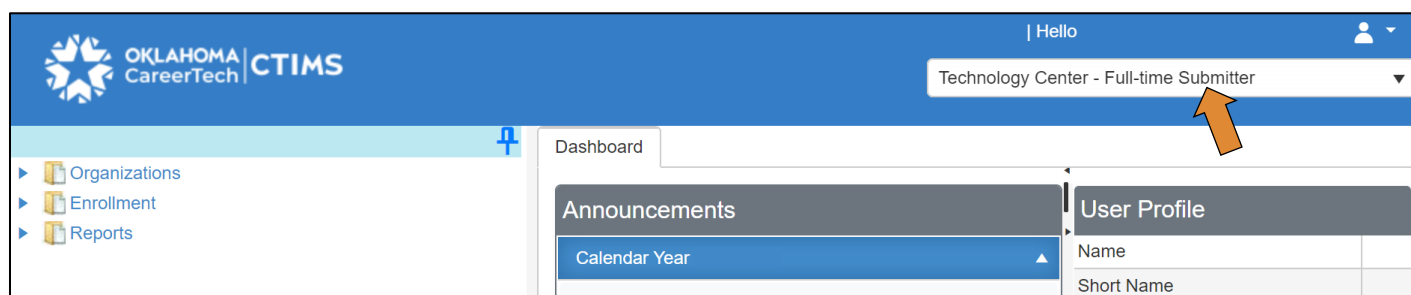 | Hello
OKLAHOMA
CareerTech
CTIMS
Technology Center - Full-time Submitter
Organizations
Enrollment
Reports
Dashboard
Announcements
Calendar Year
User Profile
Name
Short Name